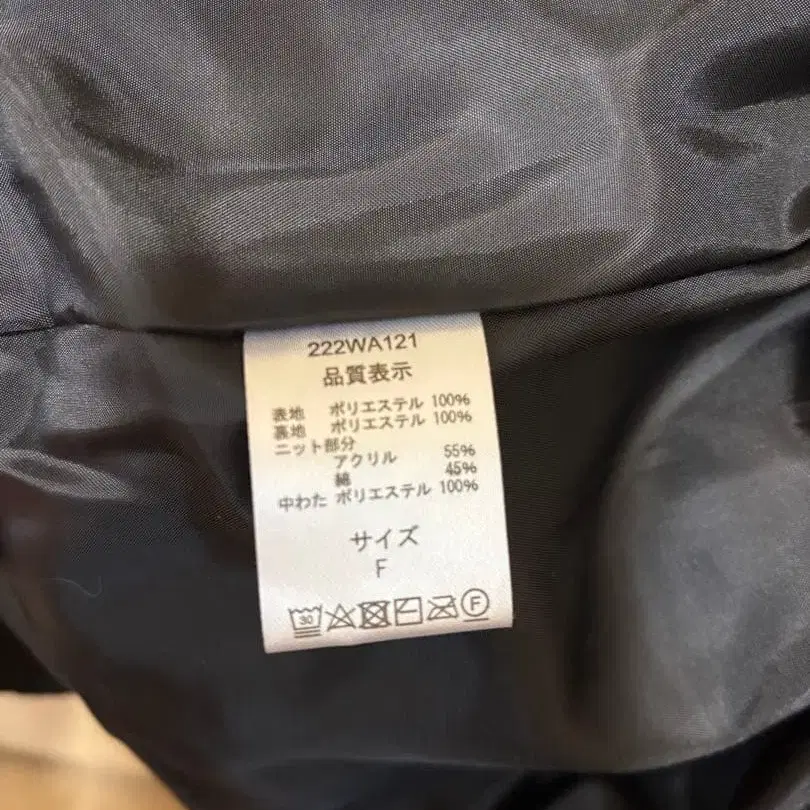 222WA121
品質表示
表地 ポリエステル 100%
裏地 ポリエステル 100%
ニット部分
アクリル 55%
綿 45%
中わた ポリエステル 100%
サイズ
F
30 F